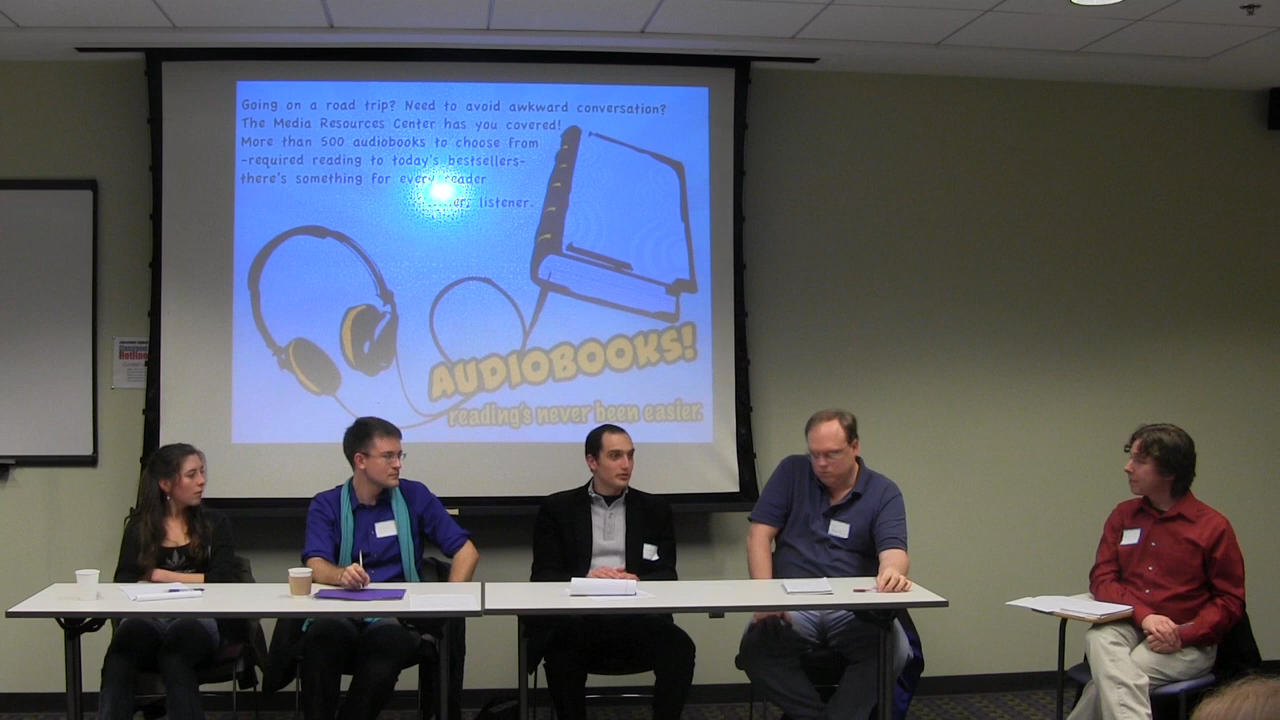 Going on a road trip? Need to avoid awkward conversation?
The Media Resources Center has you covered!
More than 500 audiobooks to choose from
-required reading to today's bestsellers-
there's something for every reader
listener.
AUDIOBOOKS!
reading's never been easier.
Hotline